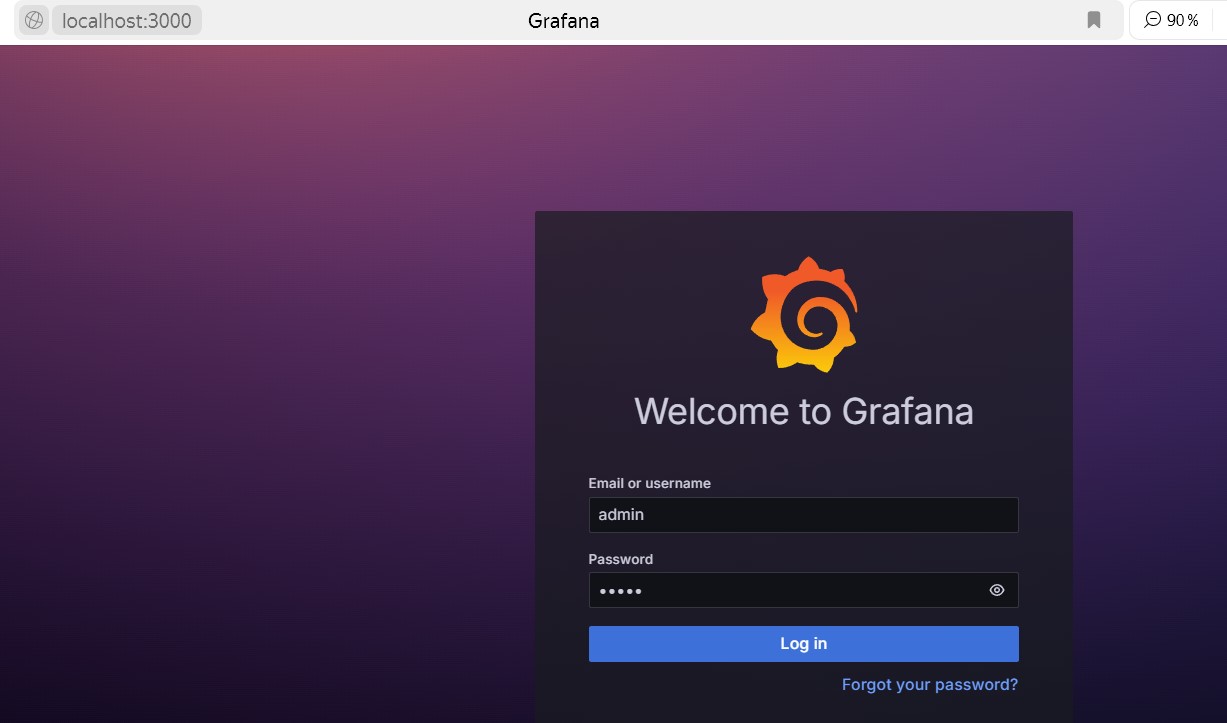 localhost:3000 Grafana 90 %
Welcome to Grafana
Email or username
admin
Password
•••••
Log in
Forgot your password?